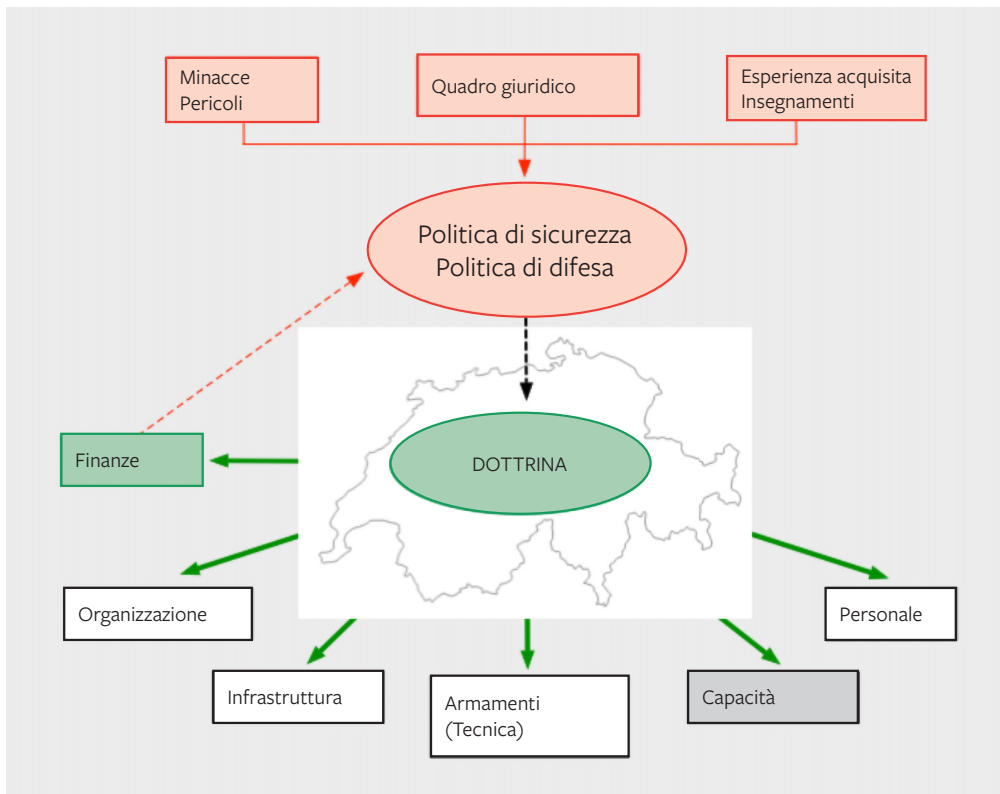 Minacce
Pericoli
Quadro giuridico
Esperienza acquisita
Insegnamenti
Politica di sicurezza
Politica di difesa
Finanze
DOTTRINA
Organizzazione
Personale
Infrastruttura
Armamenti
(Tecnica)
Capacità